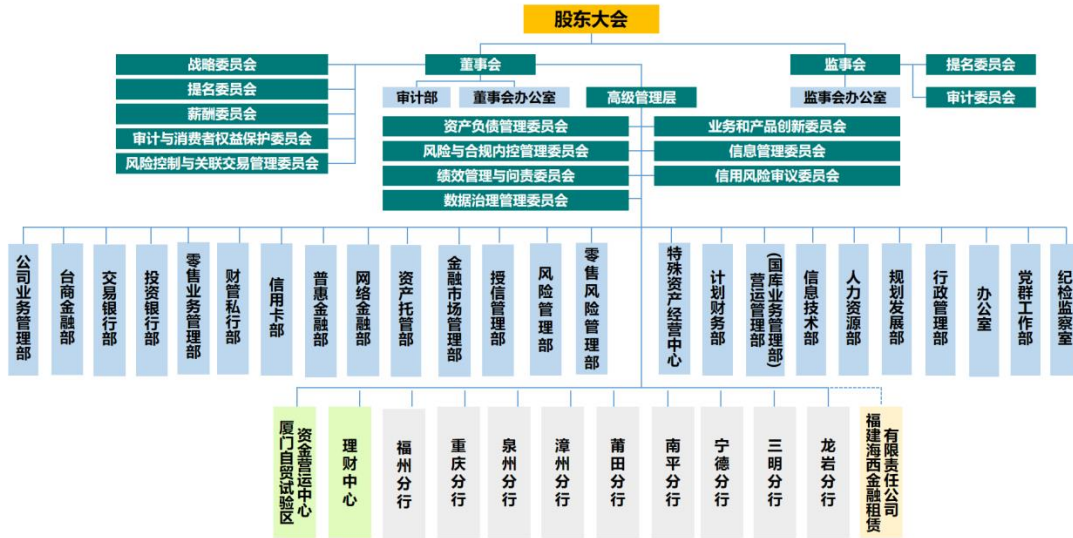 股东大会
战略委员会
董事会
监事会
提名委员会
提名委员会
审计部
董事会办公室
高级管理层
监事会办公室
审计委员会
薪酬委员会
审计与消费者权益保护委员会
风险控制与关联交易管理委员会
资产负债管理委员会
业务和产品创新委员会
风险与合规内控管理委员会
信息管理委员会
绩效管理与问责委员会
信用风险审议委员会
数据治理管理委员会
公司业务管理部
台商金融部
交易银行部
投资银行部
零售业务管理部
财管私行部
信用卡部
普惠金融部
网络金融部
资产托管部
金融市场管理部
授信管理部
风险管理部
零售风险管理部
特殊资产经营中心
计划财务部
(国库业务管理部)
营运管理部
信息技术部
人力资源部
规划发展部
行政管理部
办公室
党群工作部
纪检监察室
资金营运中心
厦门自贸试验区
理财中心
福州分行
重庆分行
泉州分行
漳州分行
莆田分行
南平分行
宁德分行
三明分行
龙岩分行
有限责任公司
福建海西金融租赁